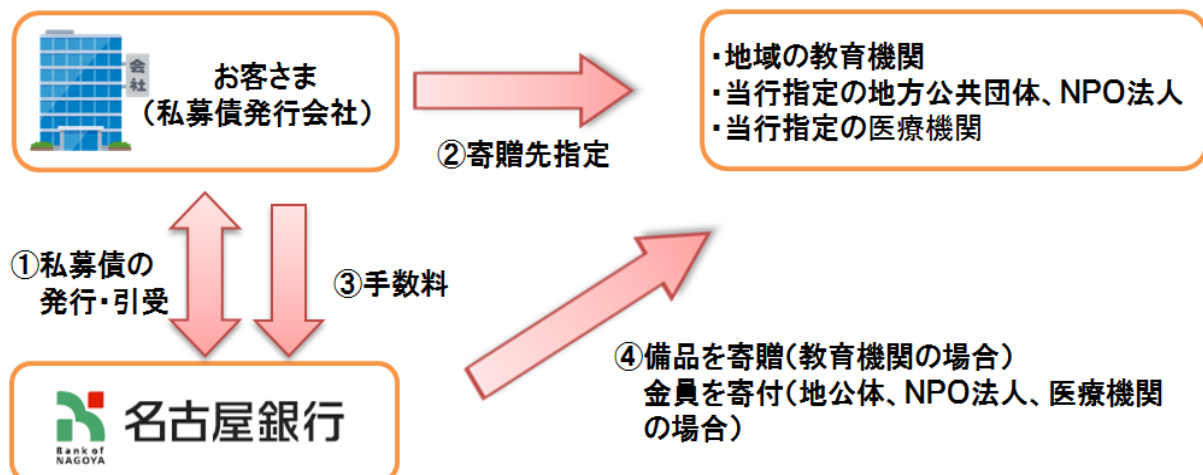 会社
お客さま
（私募債発行会社）
②寄贈先指定
・地域の教育機関
・当行指定の地方公共団体、NPO法人
・当行指定の医療機関
①私募債の
発行・引受
③手数料
④備品を寄贈（教育機関の場合）
金員を寄付（地公体、NPO法人、医療機関
の場合）
Bank of
NAGOYA
名古屋銀行